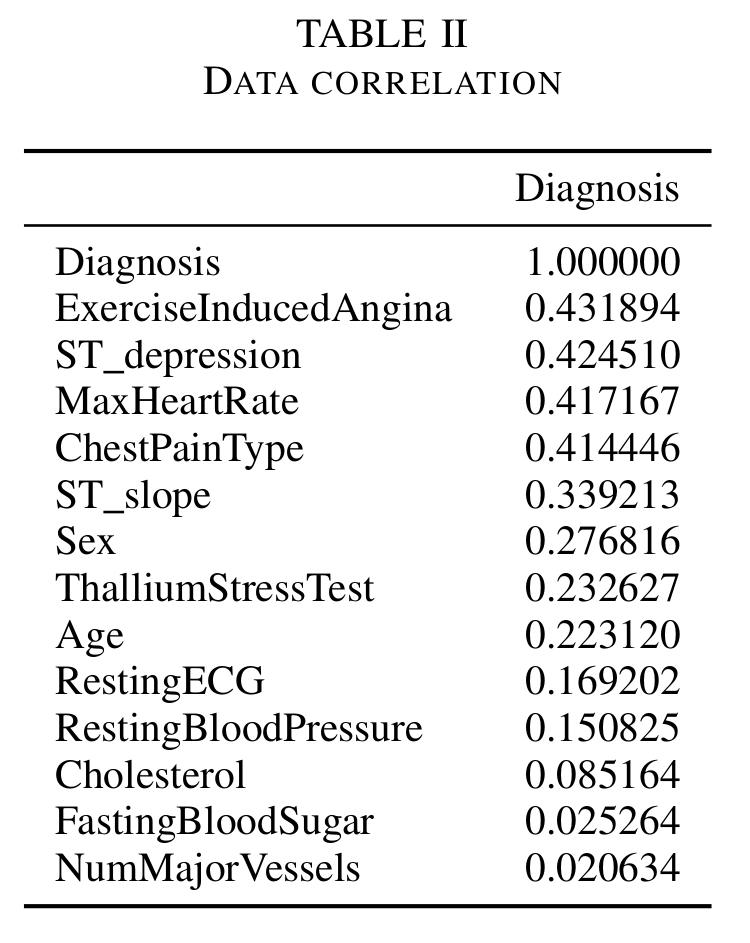 TABLE II
DATA CORRELATION
Diagnosis
Diagnosis 1.000000
ExerciseInducedAngina 0.431894
ST_depression 0.424510
MaxHeartRate 0.417167
ChestPainType 0.414446
ST_slope 0.339213
Sex 0.276816
ThalliumStressTest 0.232627
Age 0.223120
RestingECG 0.169202
RestingBloodPressure 0.150825
Cholesterol 0.085164
FastingBloodSugar 0.025264
NumMajorVessels 0.020634